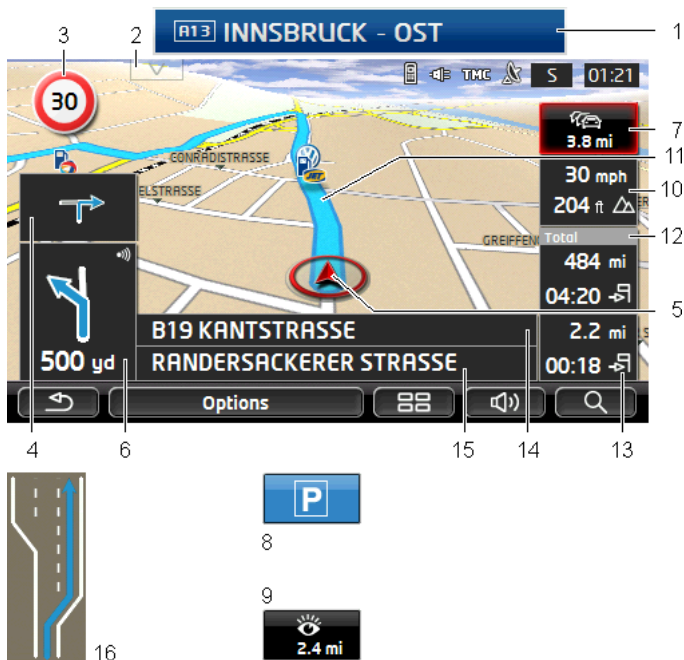 A13 INNSBRUCK - OST
1
3
2
30
TMC
S
01:21
3.8 mi
7
11
CONRADISTRASSE
JET
ELSTRASSE
30 mph
10
204 ft
GREIFFEN
Total
12
484 mi
04:20
5
500 yd
B19 KANTSTRASSE
2.2 mi
RANDERSACKERER STRASSE
00:18
Options
4
6
15
14
13
P
8
9
2.4 mi
16